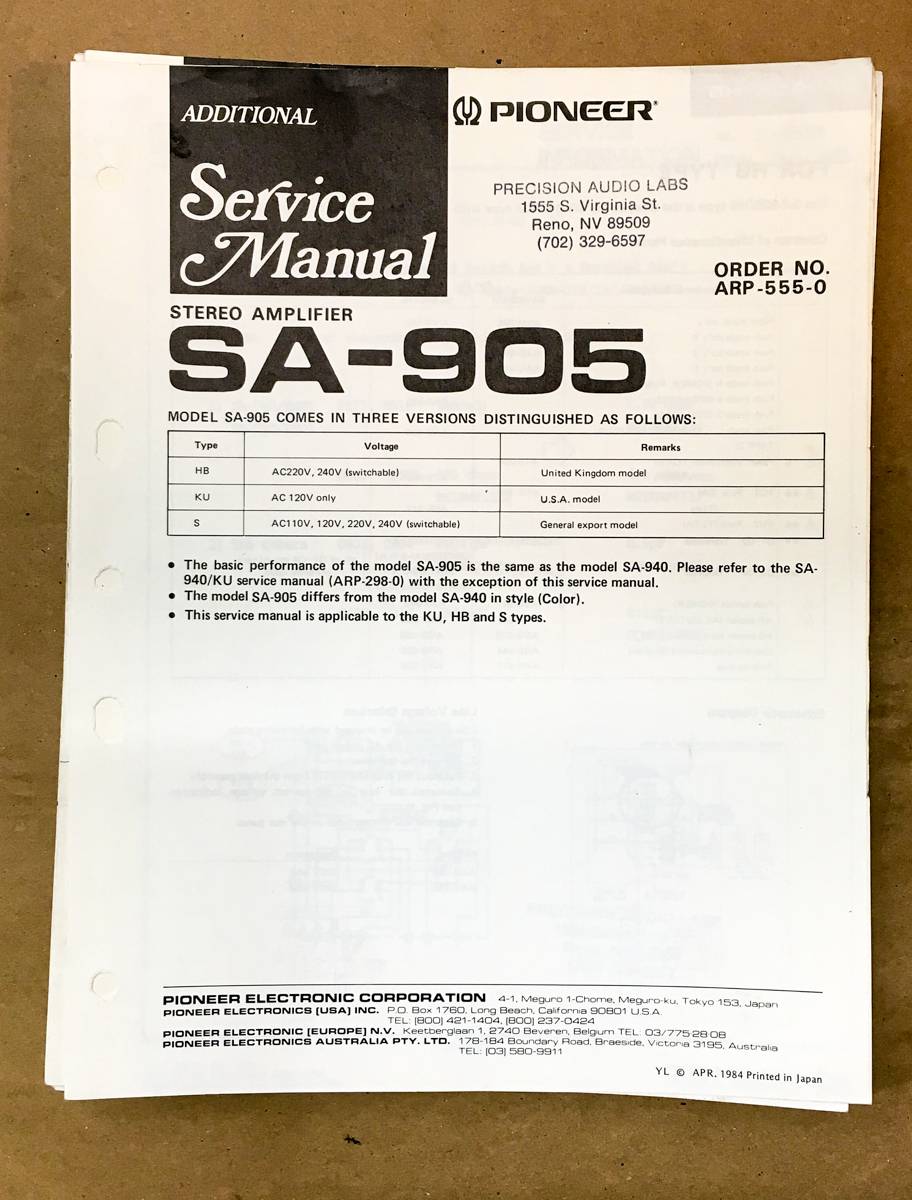 ADDITIONAL
Service
Manual
PIONEER®
PRECISION AUDIO LABS
1555 S. Virginia St.
Reno, NV 89509
(702) 329-6597
ORDER NO.
ARP-555-0
STEREO AMPLIFIER
SA-905
MODEL SA-905 COMES IN THREE VERSIONS DISTINGUISHED AS FOLLOWS:
Type Voltage Remarks
HB AC220V, 240V (switchable) United Kingdom model
KU AC 120V only U.S.A. model
S AC110V, 120V, 220V, 240V (switchable) General export model
• The basic performance of the model SA-905 is the same as the model SA-940. Please refer to the SA-
940/KU service manual (ARP-298-0) with the exception of this service manual.
• The model SA-905 differs from the model SA-940 in style (Color).
• This service manual is applicable to the KU, HB and S types.
PIONEER ELECTRONIC CORPORATION 4-1, Meguro 1-Chome, Meguro-ku, Tokyo 153, Japan
PIONEER ELECTRONICS [USA] INC. P.O. Box 1760, Long Beach, California 90801 U.S.A.
TEL: [800] 421-1404, [800] 237-0424
PIONEER ELECTRONIC [EUROPE] N.V. Keetberglaan 1, 2740 Beveren, Belgium TEL: 03/775·28·08
PIONEER ELECTRONICS AUSTRALIA PTY. LTD. 178-184 Boundary Road, Braeside, Victoria 3195, Australia
TEL: [03] 580-9911
YL © APR. 1984 Printed in Japan